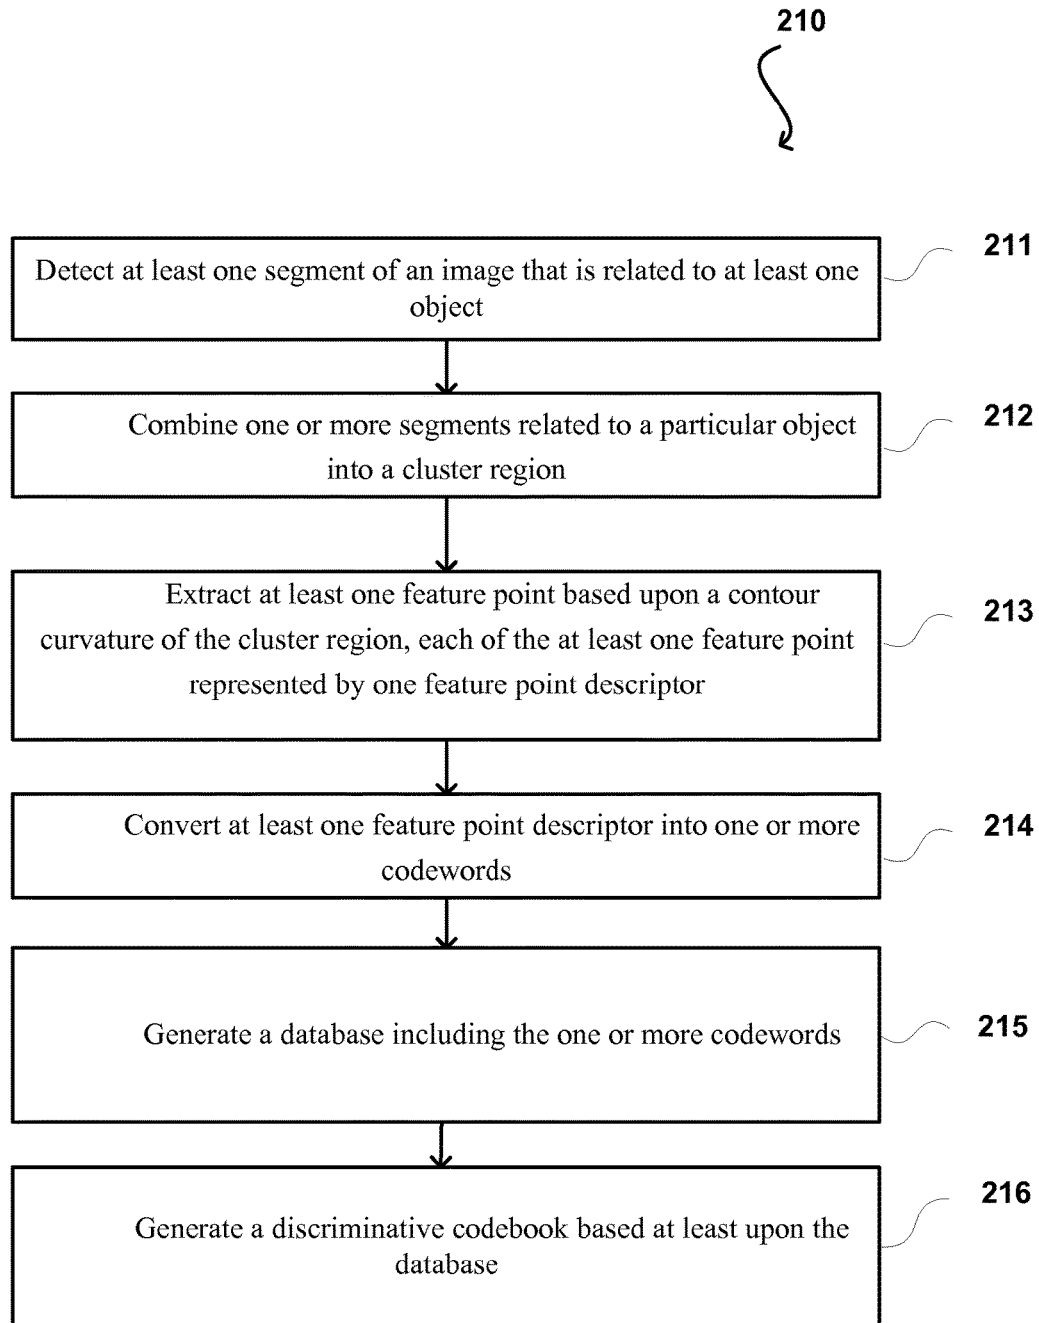 210
Detect at least one segment of an image that is related to at least one
object
211
Combine one or more segments related to a particular object
into a cluster region
212
Extract at least one feature point based upon a contour
curvature of the cluster region, each of the at least one feature point
represented by one feature point descriptor
213
Convert at least one feature point descriptor into one or more
codewords
214
Generate a database including the one or more codewords
215
Generate a discriminative codebook based at least upon the
database
216